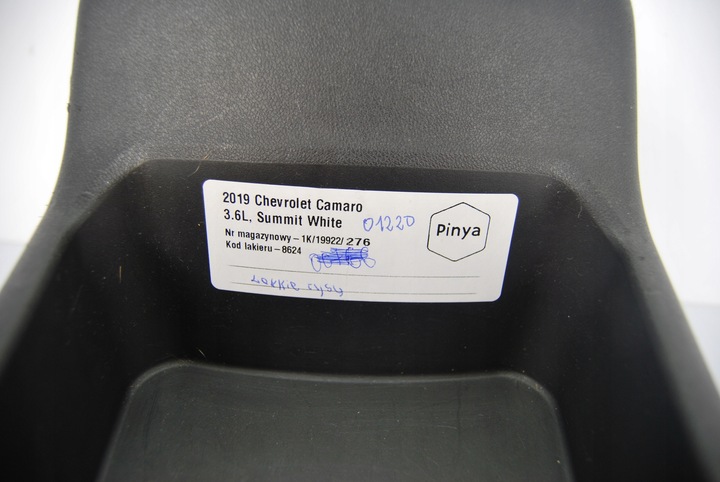 2019 Chevrolet Camaro
3.6L, Summit White 01220
Pinya
Nr magazynowy – 1K/19922/276
Kod lakieru – 8624
Lekkie rysy